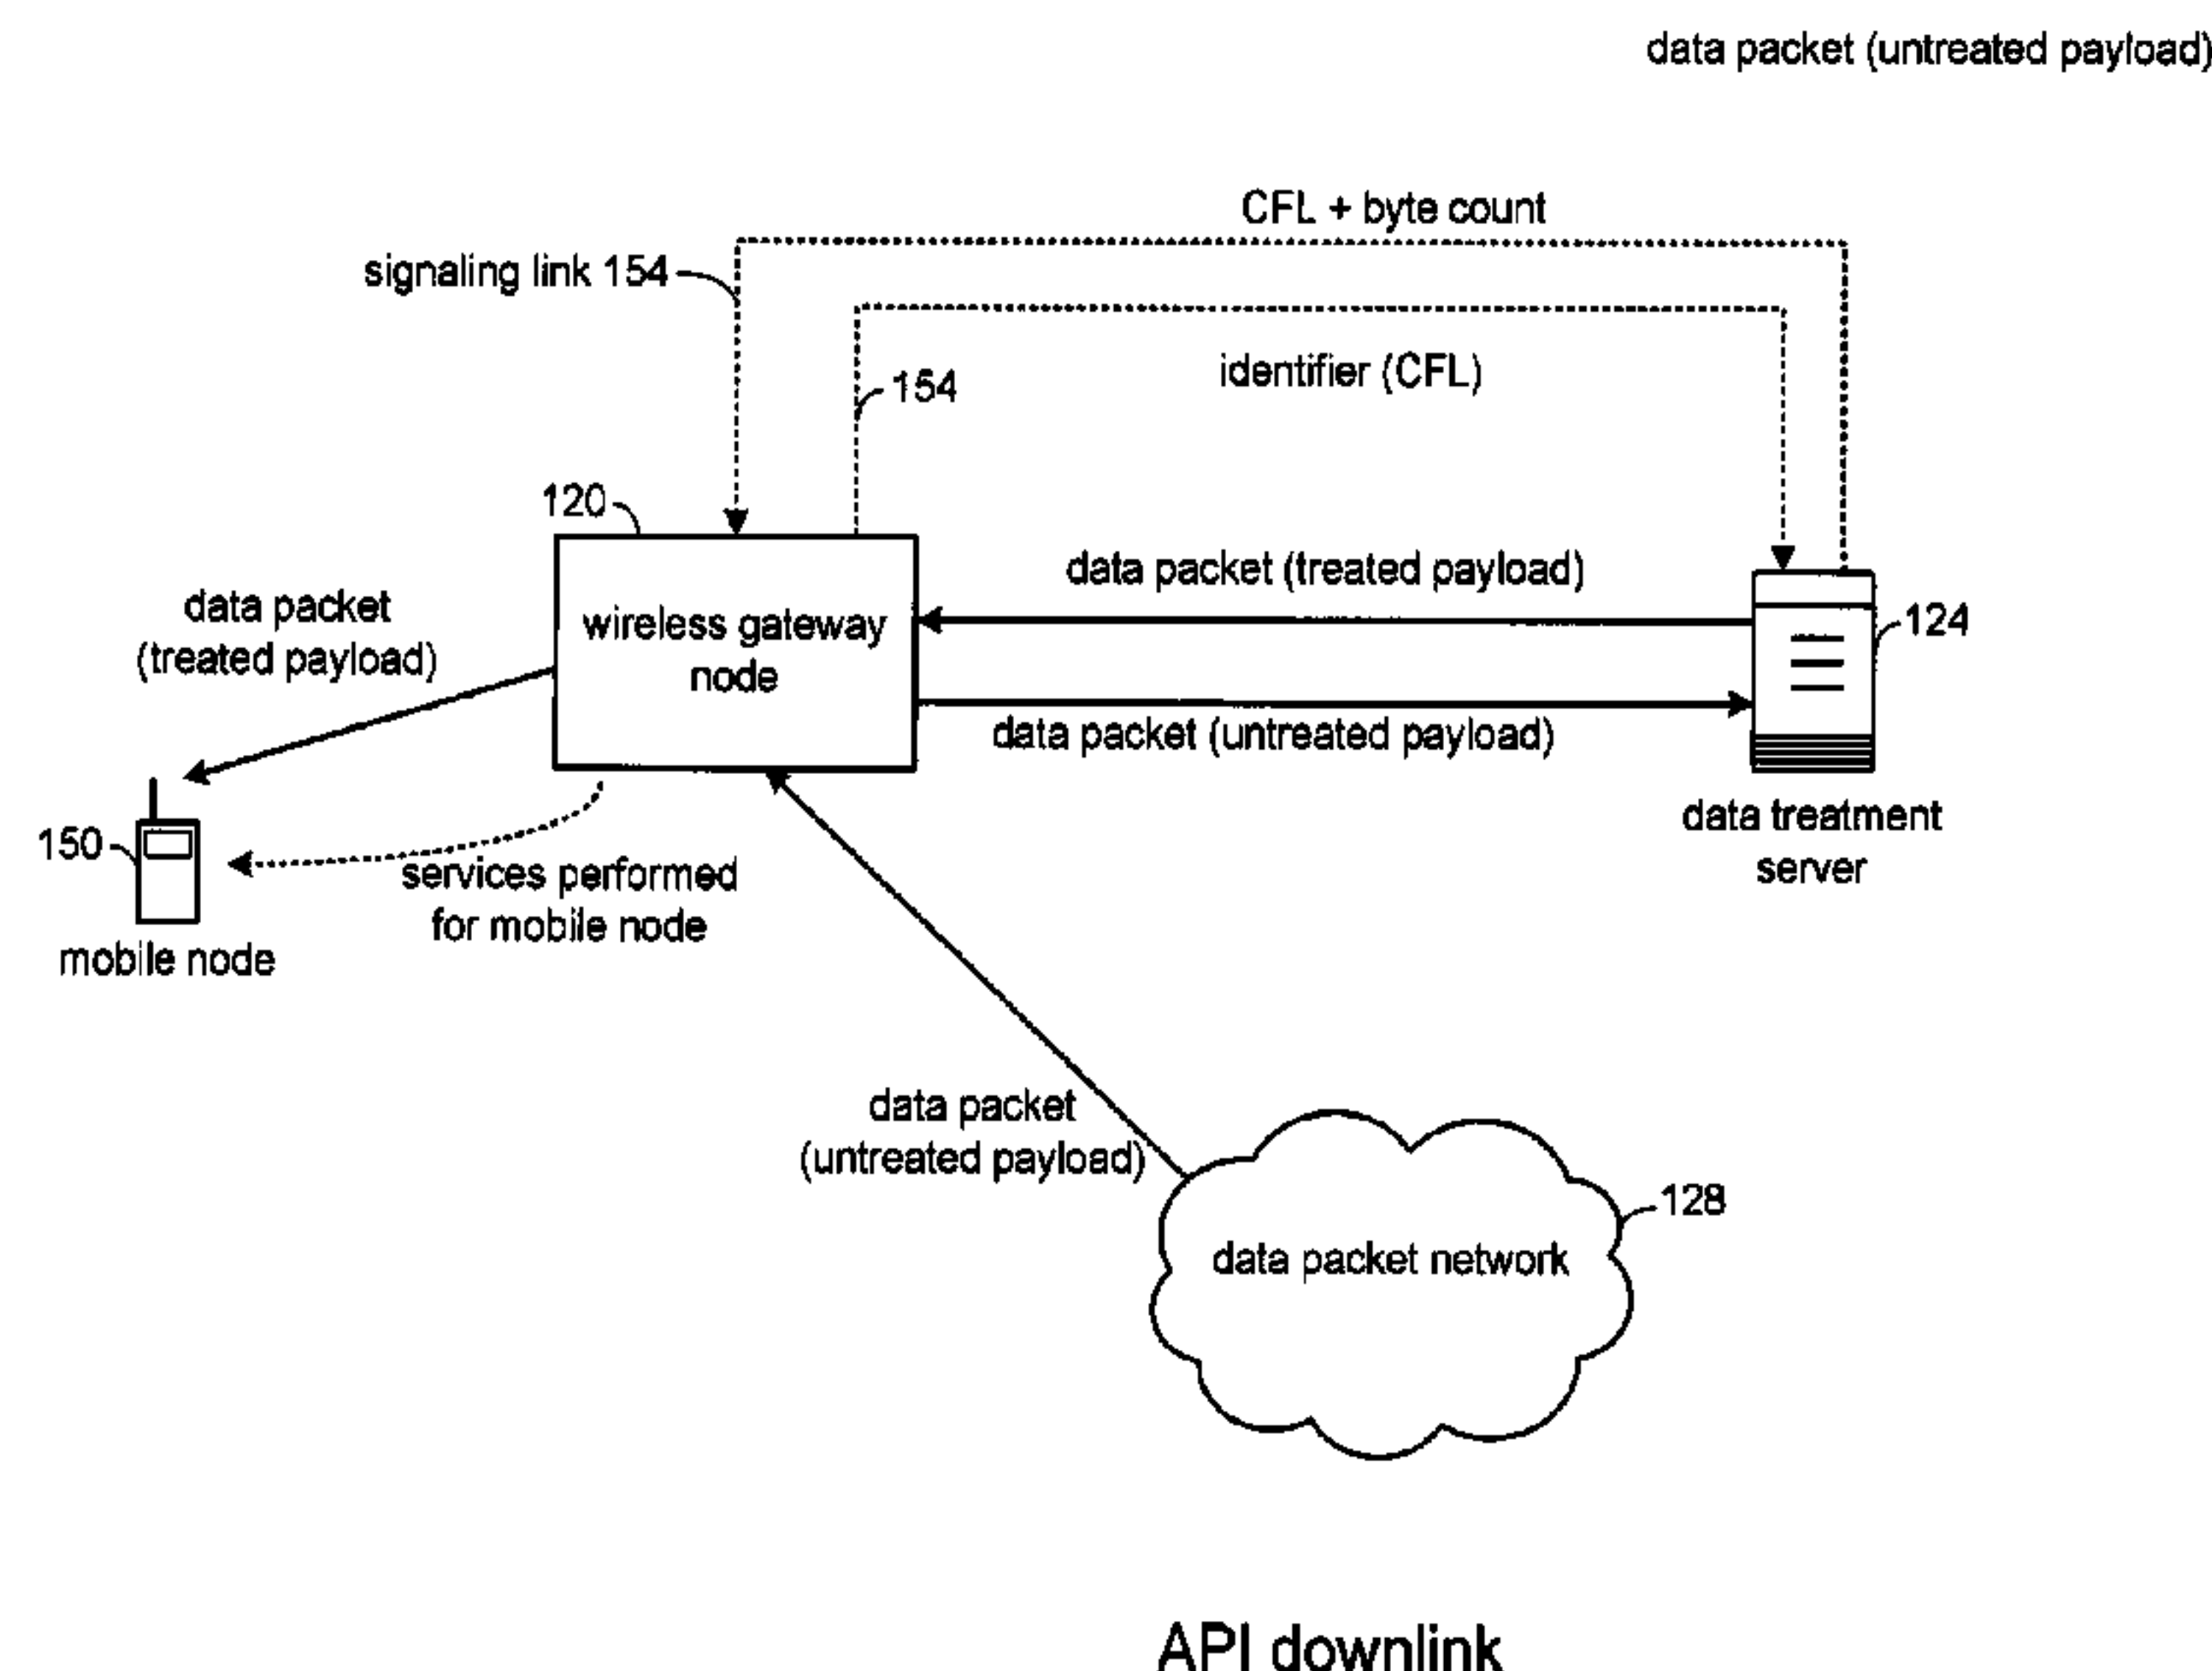 data packet (untreated payload)
CFL + byte count
signaling link 154
identifier (CFL)
154
120
data packet (treated payload)
124
data packet
(treated payload)
wireless gateway
node
data packet (untreated payload)
data treatment
server
150
services performed
for mobile node
mobile node
data packet
(untreated payload)
128
data packet network
API downlink